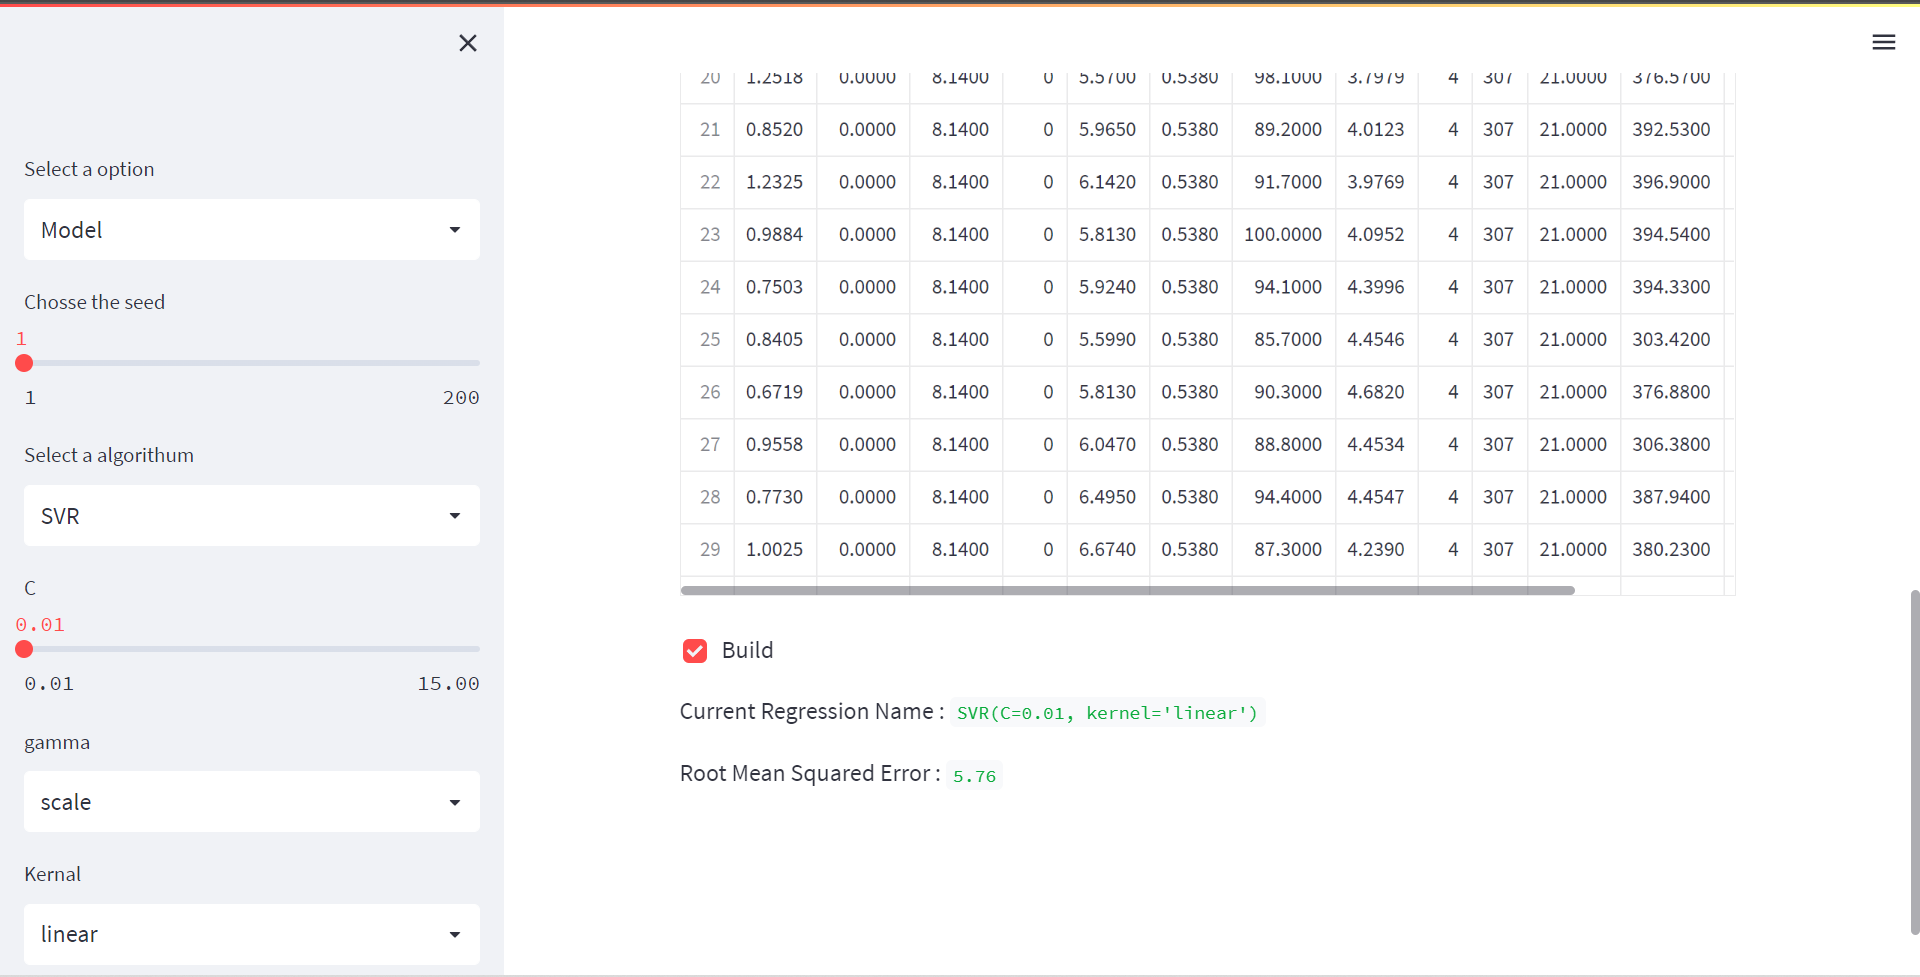 Select a option
Model
Chosse the seed
1
1 200
Select a algorithum
SVR
C
0.01
0.01 15.00
gamma
scale
Kernal
linear
20 1.2518 0.0000 8.1400 0 5.5700 0.5380 98.1000 3.7979 4 307 21.0000 376.5700
21 0.8520 0.0000 8.1400 0 5.9650 0.5380 89.2000 4.0123 4 307 21.0000 392.5300
22 1.2325 0.0000 8.1400 0 6.1420 0.5380 91.7000 3.9769 4 307 21.0000 396.9000
23 0.9884 0.0000 8.1400 0 5.8130 0.5380 100.0000 4.0952 4 307 21.0000 394.5400
24 0.7503 0.0000 8.1400 0 5.9240 0.5380 94.1000 4.3996 4 307 21.0000 394.3300
25 0.8405 0.0000 8.1400 0 5.5990 0.5380 85.7000 4.4546 4 307 21.0000 303.4200
26 0.6719 0.0000 8.1400 0 5.8130 0.5380 90.3000 4.6820 4 307 21.0000 376.8800
27 0.9558 0.0000 8.1400 0 6.0470 0.5380 88.8000 4.4534 4 307 21.0000 306.3800
28 0.7730 0.0000 8.1400 0 6.4950 0.5380 94.4000 4.4547 4 307 21.0000 387.9400
29 1.0025 0.0000 8.1400 0 6.6740 0.5380 87.3000 4.2390 4 307 21.0000 380.2300
Build
Current Regression Name : SVR(C=0.01, kernel='linear')
Root Mean Squared Error : 5.76